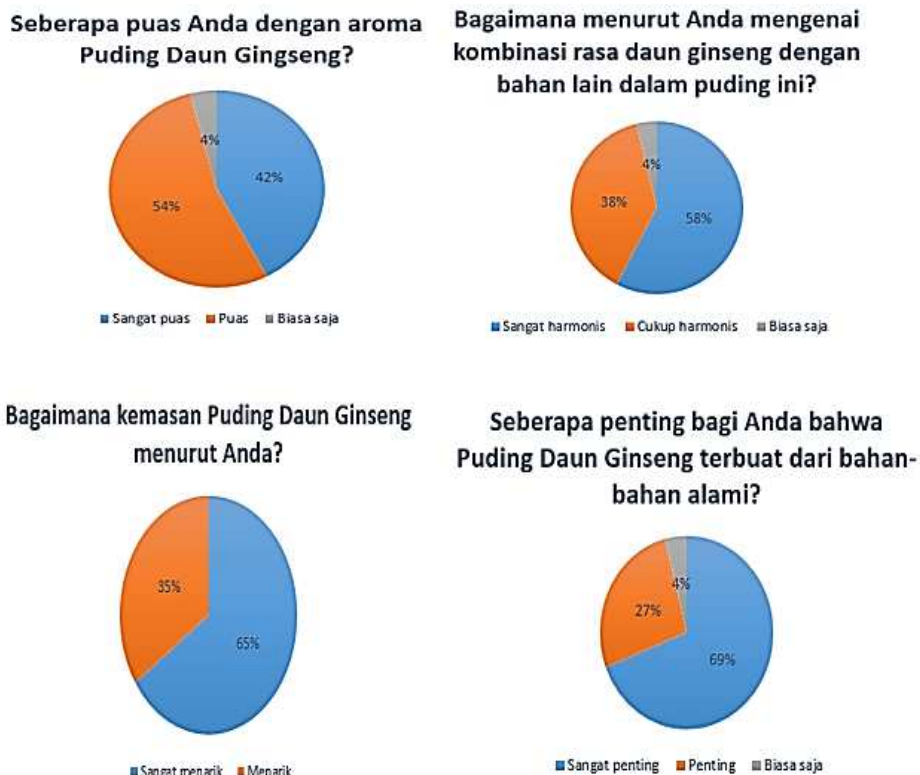 Seberapa puas Anda dengan aroma
Puding Daun Gingseng?
4%
42%
54%
Sangat puas Puas Biasa saja
Bagaimana menurut Anda mengenai
kombinasi rasa daun ginseng dengan
bahan lain dalam puding ini?
4%
38%
58%
Sangat harmonis Cukup harmonis Biasa saja
Bagaimana kemasan Puding Daun Ginseng
menurut Anda?
35%
65%
Sangat menarik Menarik
Seberapa penting bagi Anda bahwa
Puding Daun Ginseng terbuat dari bahan-
bahan alami?
4%
27%
69%
Sangat penting Penting Biasa saja